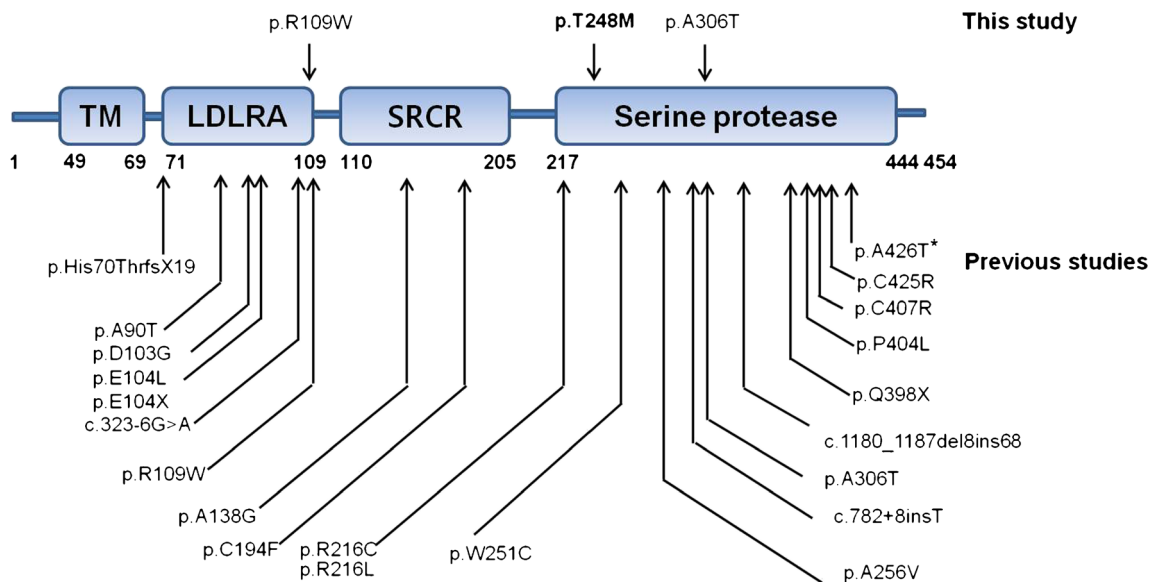 p.R109W p.T248M p.A306T This study
TM LDLRA SRCR Serine protease
1 49 69 71 109 110 205 217 444 454
p.His70ThrfsX19
p.A90T
p.D103G
p.E104L
p.E104X
c.323-6G>A
p.R109W
p.A138G
p.C194F
p.R216C
p.R216L
p.W251C
p.A426T*
p.C425R
p.C407R
p.P404L
p.Q398X
c.1180_1187del8ins68
p.A306T
c.782+8insT
p.A256V
Previous studies